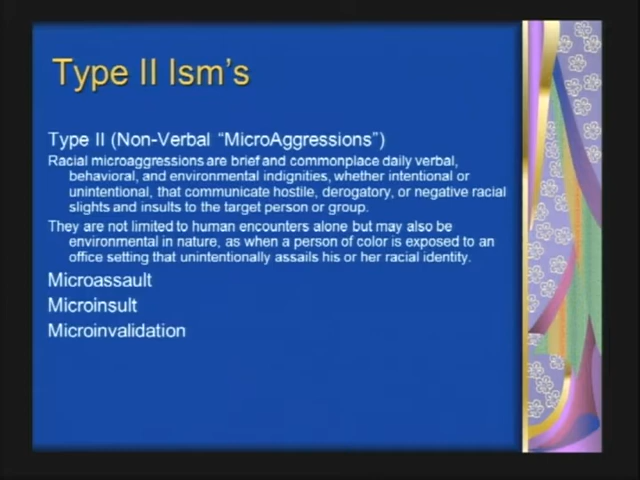 Type II Ism's
Type II (Non-Verbal “MicroAggressions”)
Racial microaggressions are brief and commonplace daily verbal,
behavioral, and environmental indignities, whether intentional or
unintentional, that communicate hostile, derogatory, or negative racial
slights and insults to the target person or group.
They are not limited to human encounters alone but may also be
environmental in nature, as when a person of color is exposed to an
office setting that unintentionally assails his or her racial identity.
Microassault
Microinsult
Microinvalidation